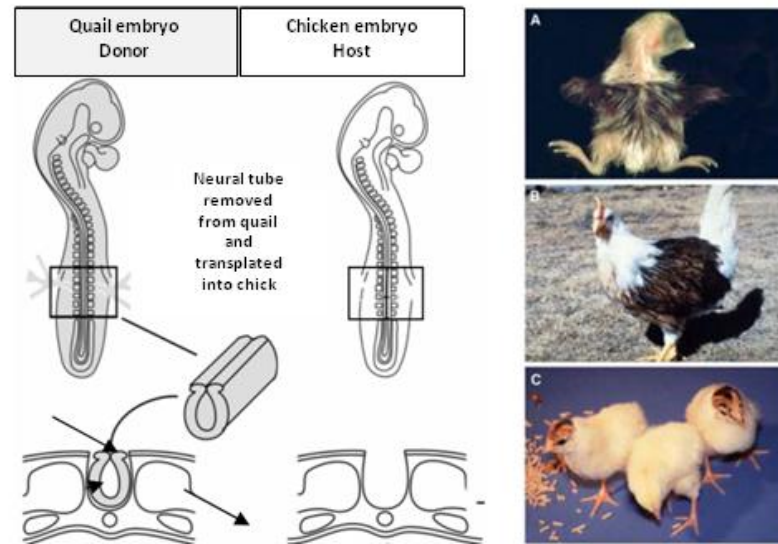 Quail embryo
Donor
Chicken embryo
Host
Neural tube
removed
from quail
and
transplated
into chick
A
B
C